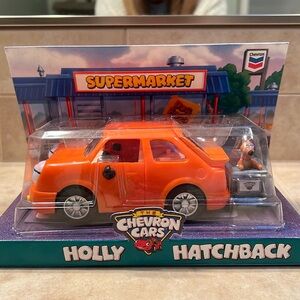 Chevron
SUPERMARKET
THE
CHEVRON
CARS
HOLLY HATCHBACK